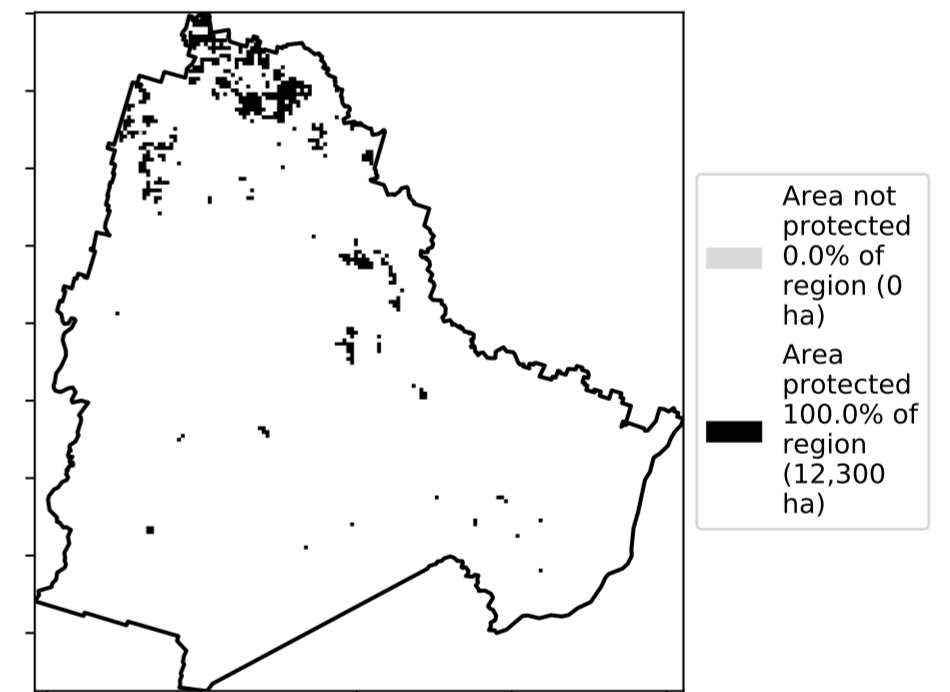 Area not
protected
0.0% of
region (0
ha)
Area
protected
100.0% of
region
(12,300
ha)